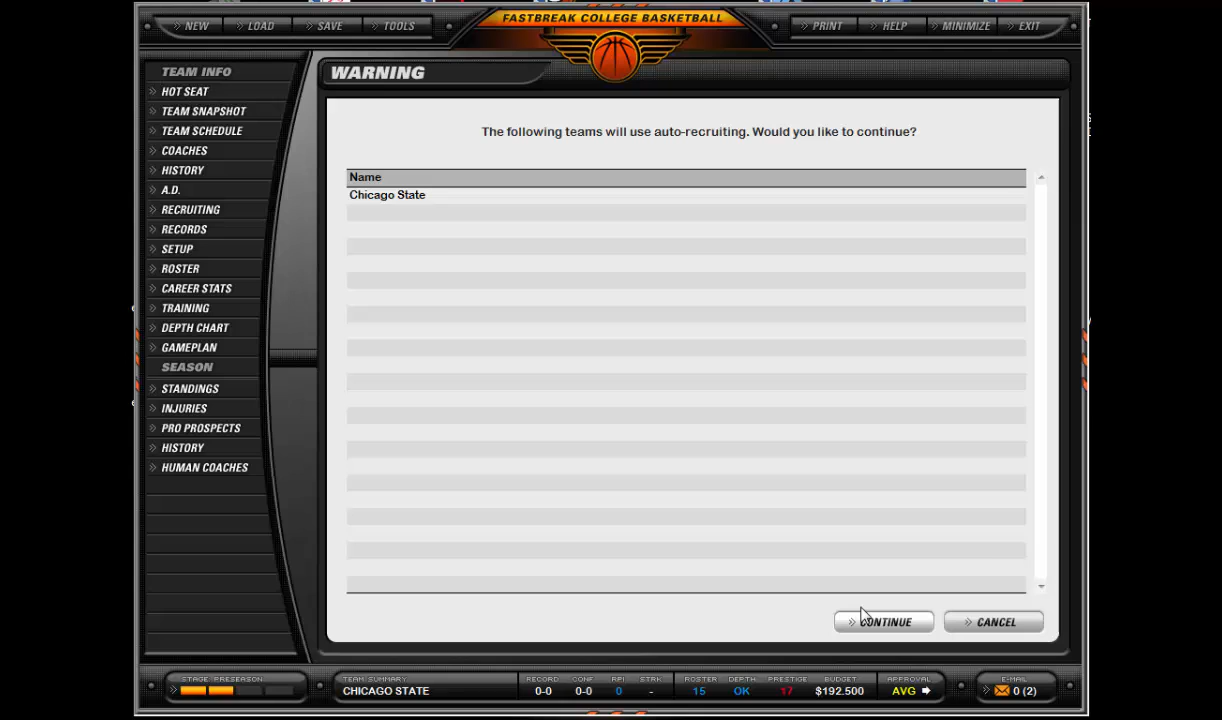 NEW LOAD SAVE TOOLS FASTBREAK COLLEGE BASKETBALL PRINT HELP MINIMIZE EXIT
TEAM INFO
HOT SEAT
TEAM SNAPSHOT
TEAM SCHEDULE
COACHES
HISTORY
A.D.
RECRUITING
RECORDS
SETUP
ROSTER
CAREER STATS
TRAINING
DEPTH CHART
GAMEPLAN
SEASON
STANDINGS
INJURIES
PRO PROSPECTS
HISTORY
HUMAN COACHES
WARNING
The following teams will use auto-recruiting. Would you like to continue?
Name
Chicago State
CONTINUE CANCEL
STAGE: PRESEASON TEAM SUMMARY RECORD CONF RPI STRK ROSTER DEPTH PRESTIGE BUDGET APPROVAL E-MAIL
CHICAGO STATE 0-0 0-0 0 - 15 OK 17 $192.500 AVG 0 (2)